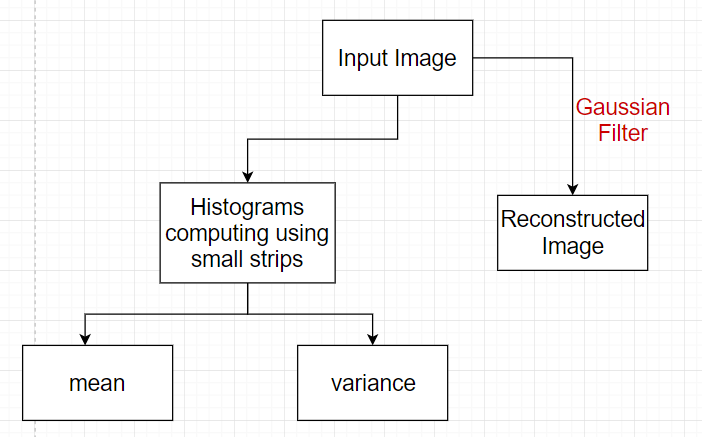 Input Image
Gaussian
Filter
Histograms
computing using
small strips
Reconstructed
Image
mean
variance